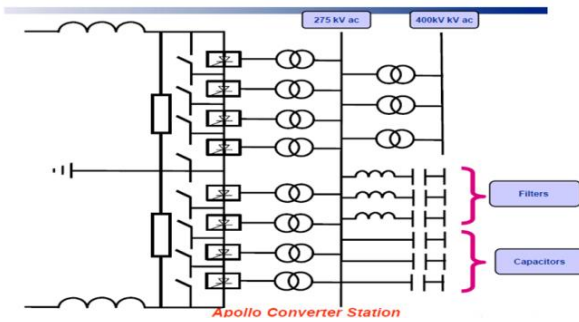 275 kV ac
400kV kV ac
Filters
Capacitors
Apollo Converter Station